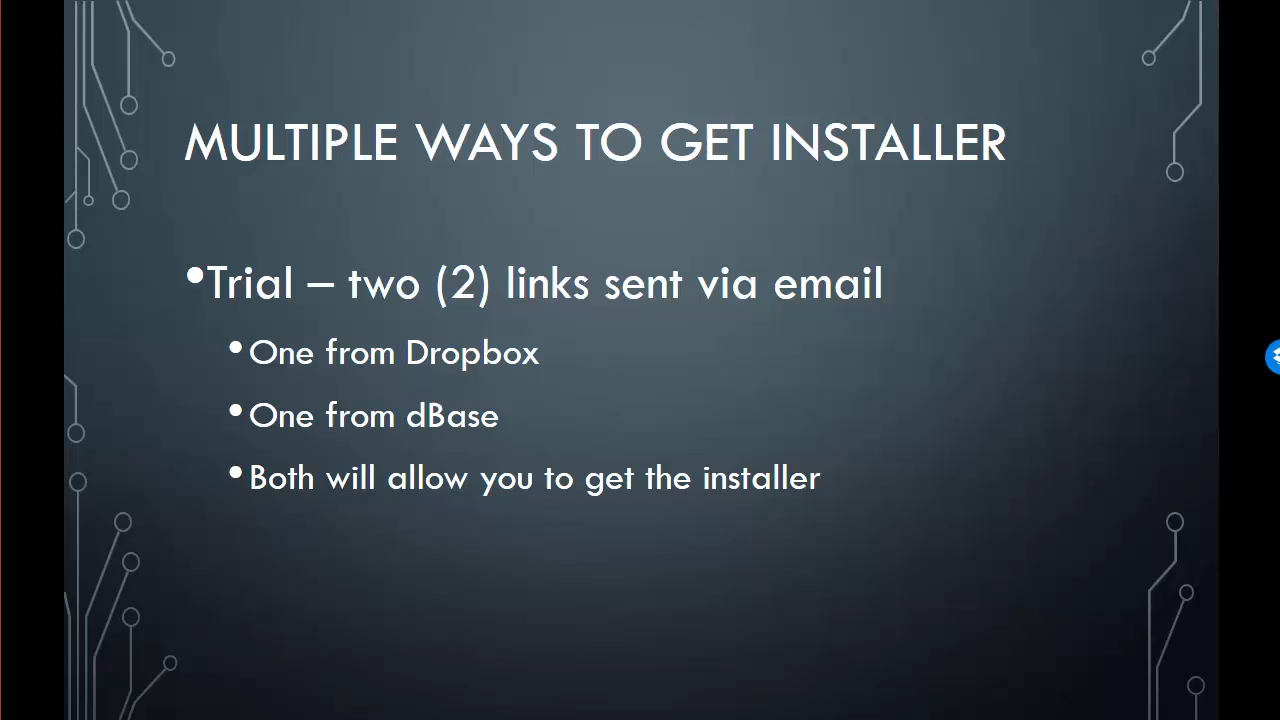 MULTIPLE WAYS TO GET INSTALLER
•Trial – two (2) links sent via email
•One from Dropbox
•One from dBase
•Both will allow you to get the installer